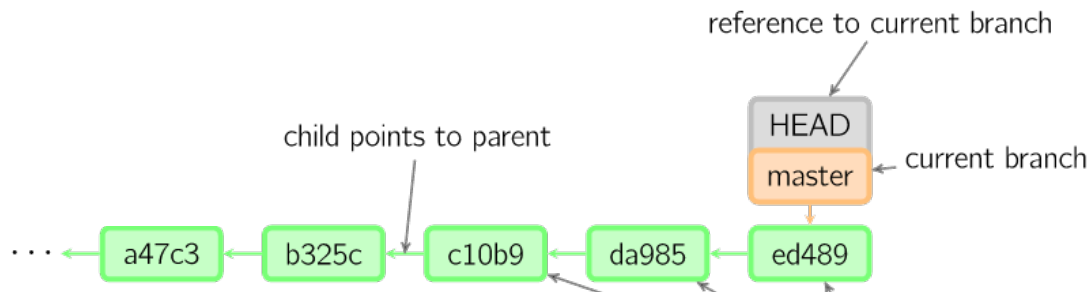 reference to current branch
HEAD
child points to parent
current branch
master
... a47c3 b325c c10b9 da985 ed489